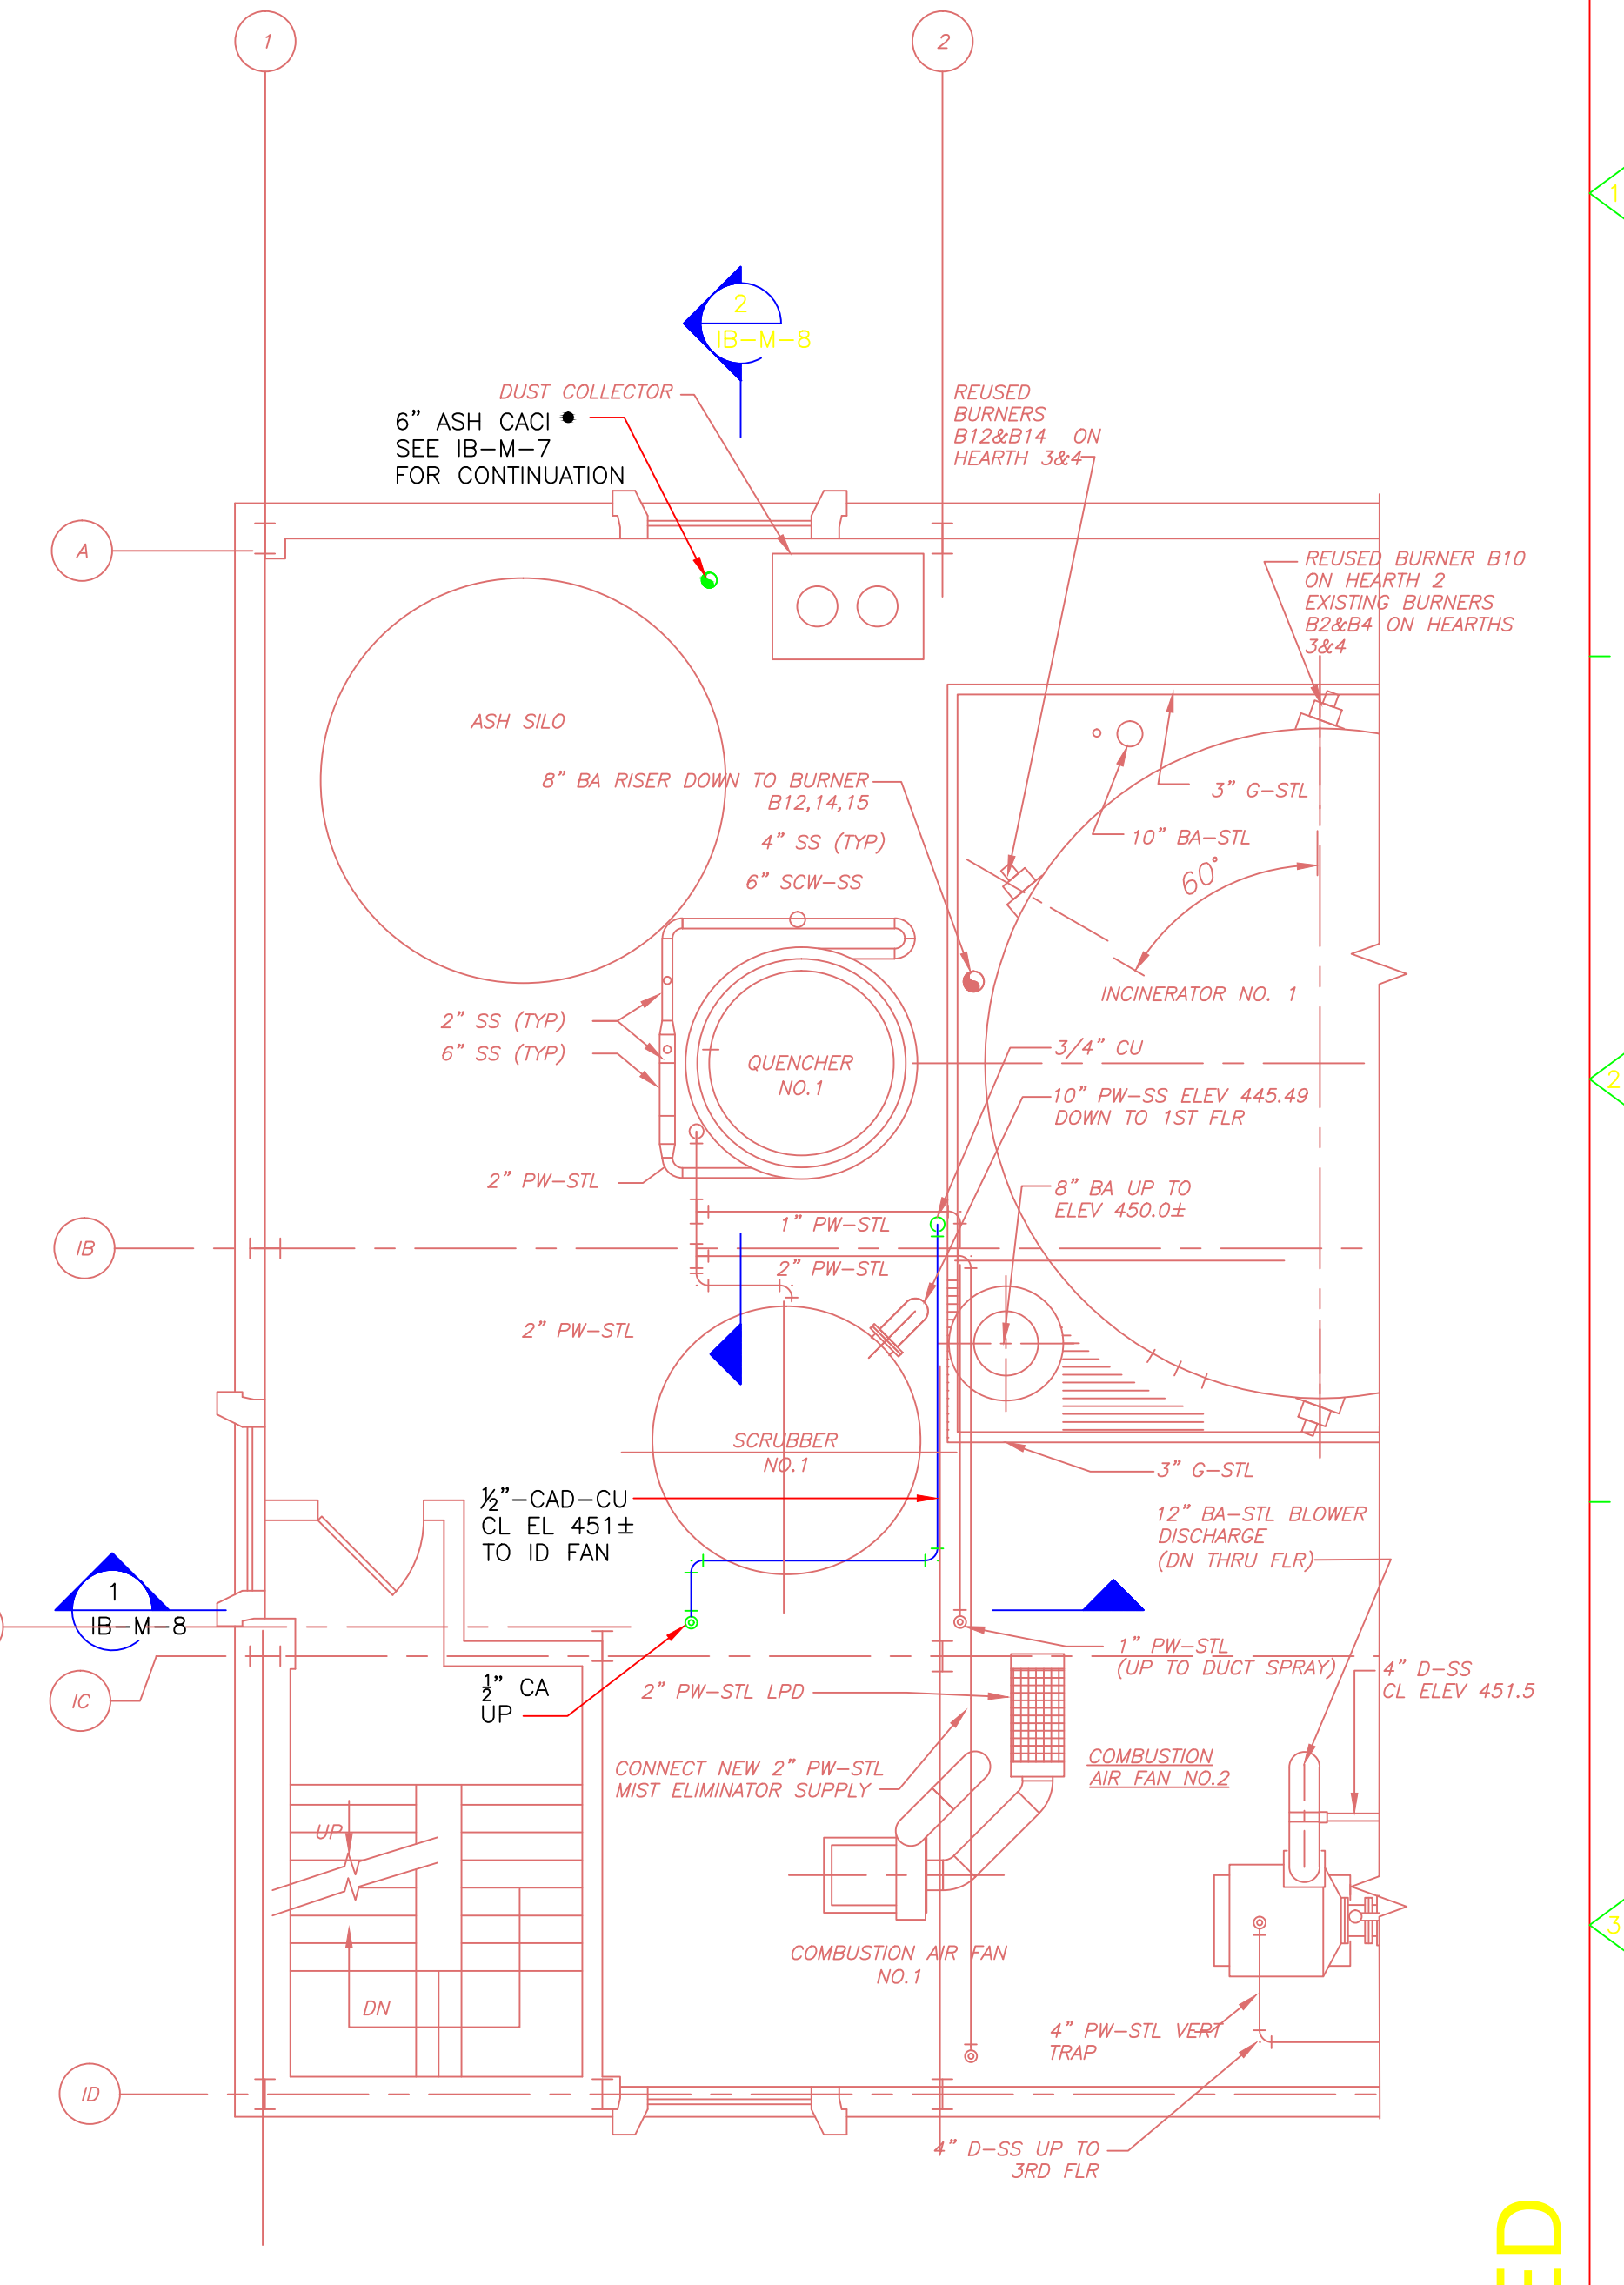 1
2
1
2
IB-M-8
DUST COLLECTOR
6" ASH CACI
SEE IB-M-7
FOR CONTINUATION
REUSED
BURNERS
B12&B14 ON
HEARTH 3&4
A
REUSED BURNER B10
ON HEARTH 2
EXISTING BURNERS
B2&B4 ON HEARTHS
3&4
ASH SILO
8" BA RISER DOWN TO BURNER
B12,14,15
3" G-STL
10" BA-STL
4" SS (TYP)
6" SCW-SS
60°
INCINERATOR NO. 1
2" SS (TYP)
6" SS (TYP)
QUENCHER
NO.1
3/4" CU
10" PW-SS ELEV 445.49
DOWN TO 1ST FLR
2
2" PW-STL
8" BA UP TO
ELEV 450.0±
1" PW-STL
IB
2" PW-STL
2" PW-STL
SCRUBBER
NO.1
3" G-STL
½"-CAD-CU
CL EL 451±
TO ID FAN
12" BA-STL BLOWER
DISCHARGE
(DN THRU FLR)
1
IB-M-8
1" PW-STL
(UP TO DUCT SPRAY)
4" D-SS
CL ELEV 451.5
IC
½" CA
UP
2" PW-STL LPD
CONNECT NEW 2" PW-STL
MIST ELIMINATOR SUPPLY
COMBUSTION
AIR FAN NO.2
UP
3
COMBUSTION AIR FAN
NO.1
DN
4" PW-STL VERT
TRAP
ID
4" D-SS UP TO
3RD FLR